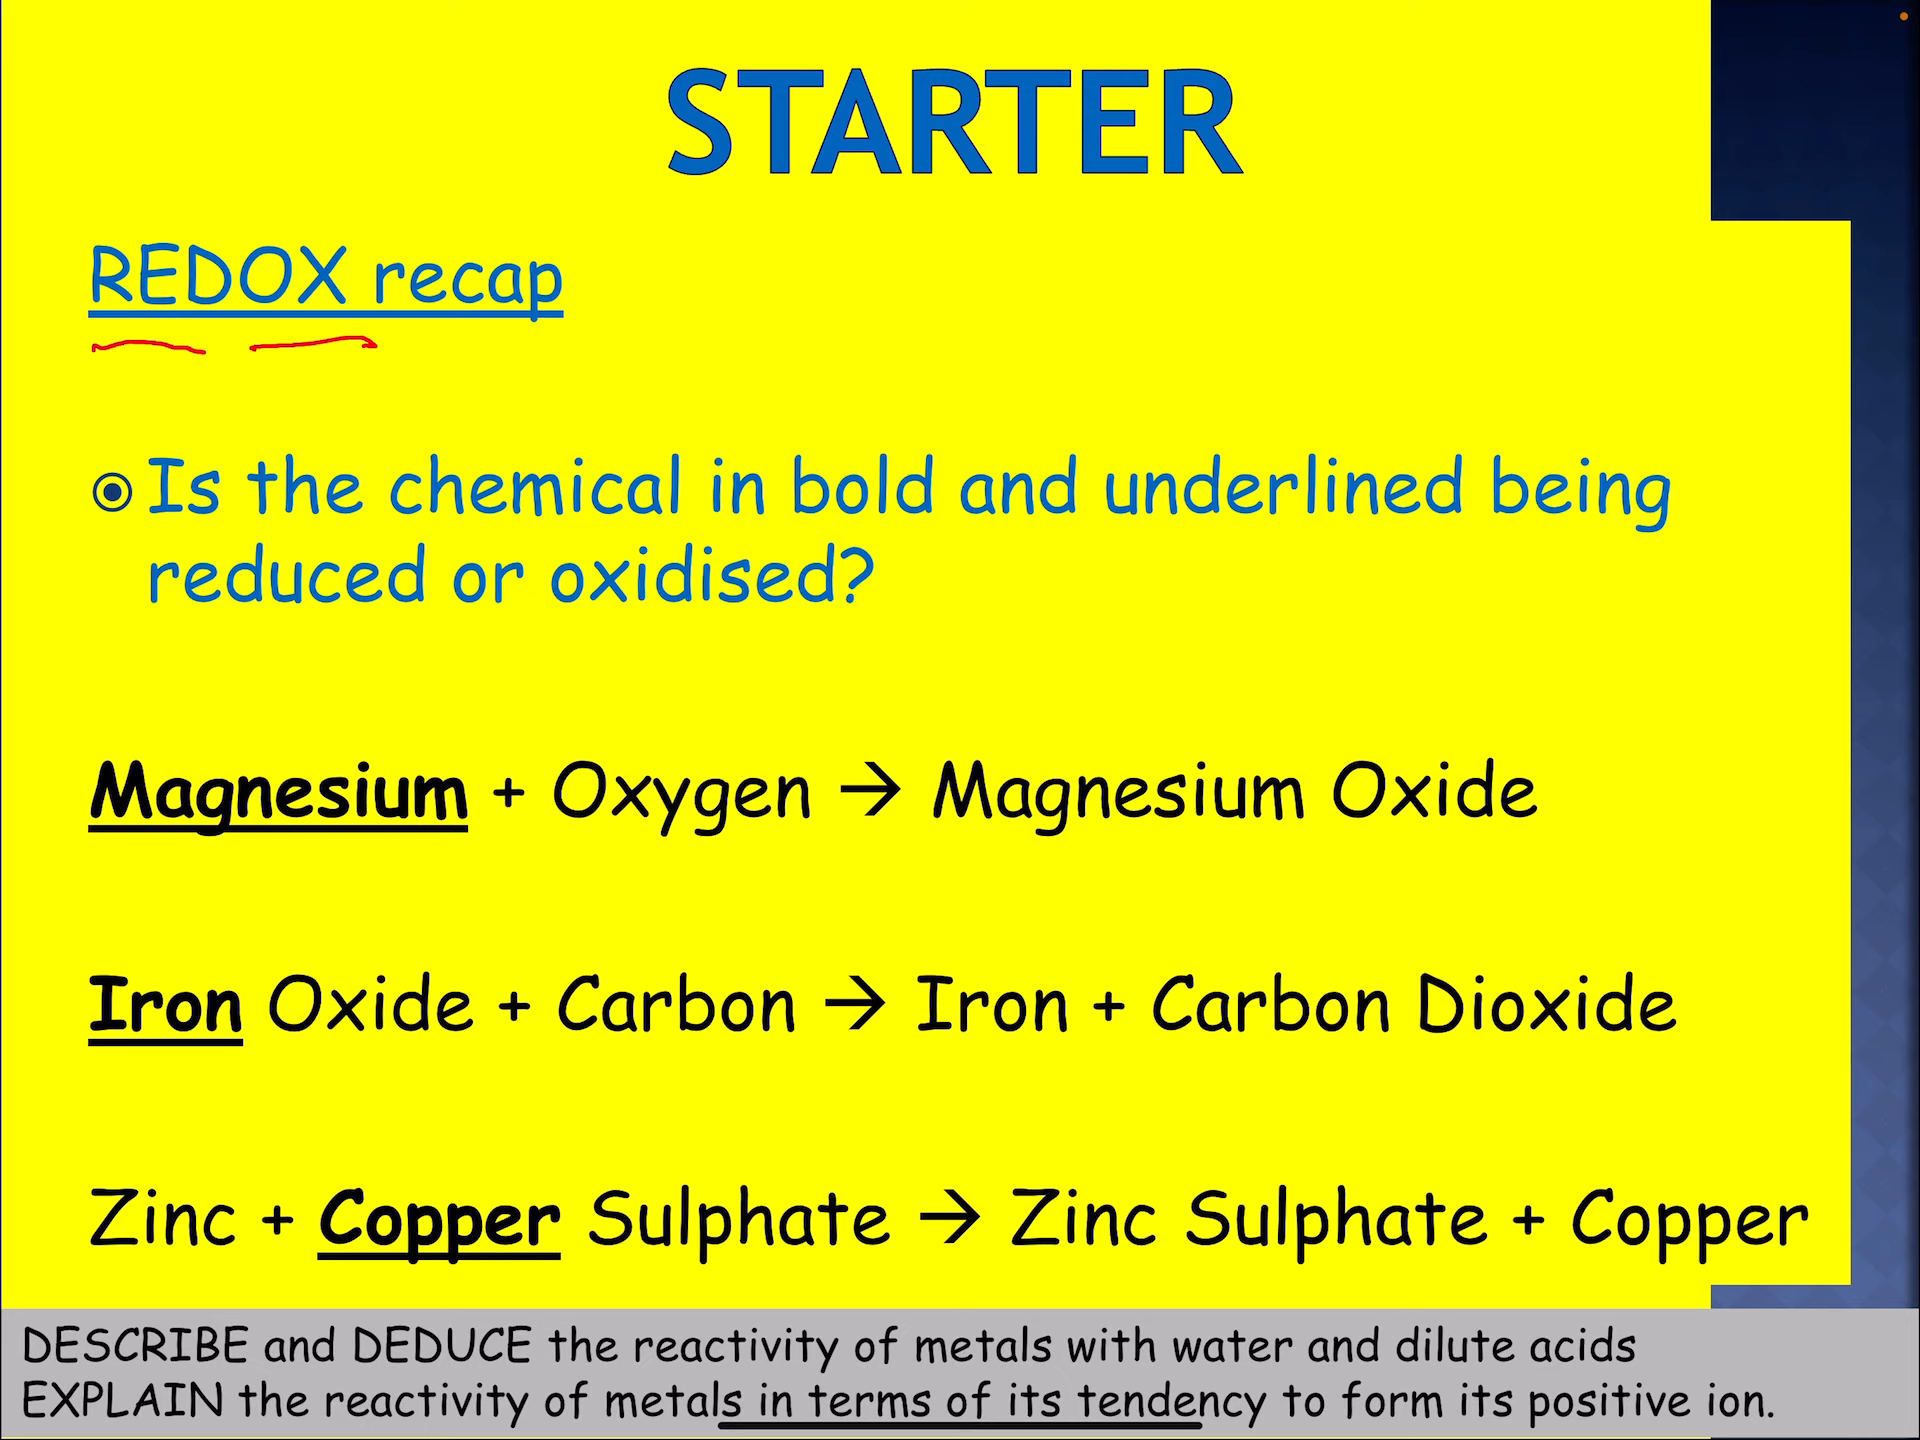 STARTER
REDOX recap
Is the chemical in bold and underlined being
reduced or oxidised?
Magnesium + Oxygen → Magnesium Oxide
Iron Oxide + Carbon → Iron + Carbon Dioxide
Zinc + Copper Sulphate → Zinc Sulphate + Copper
DESCRIBE and DEDUCE the reactivity of metals with water and dilute acids
EXPLAIN the reactivity of metals in terms of its tendency to form its positive ion.